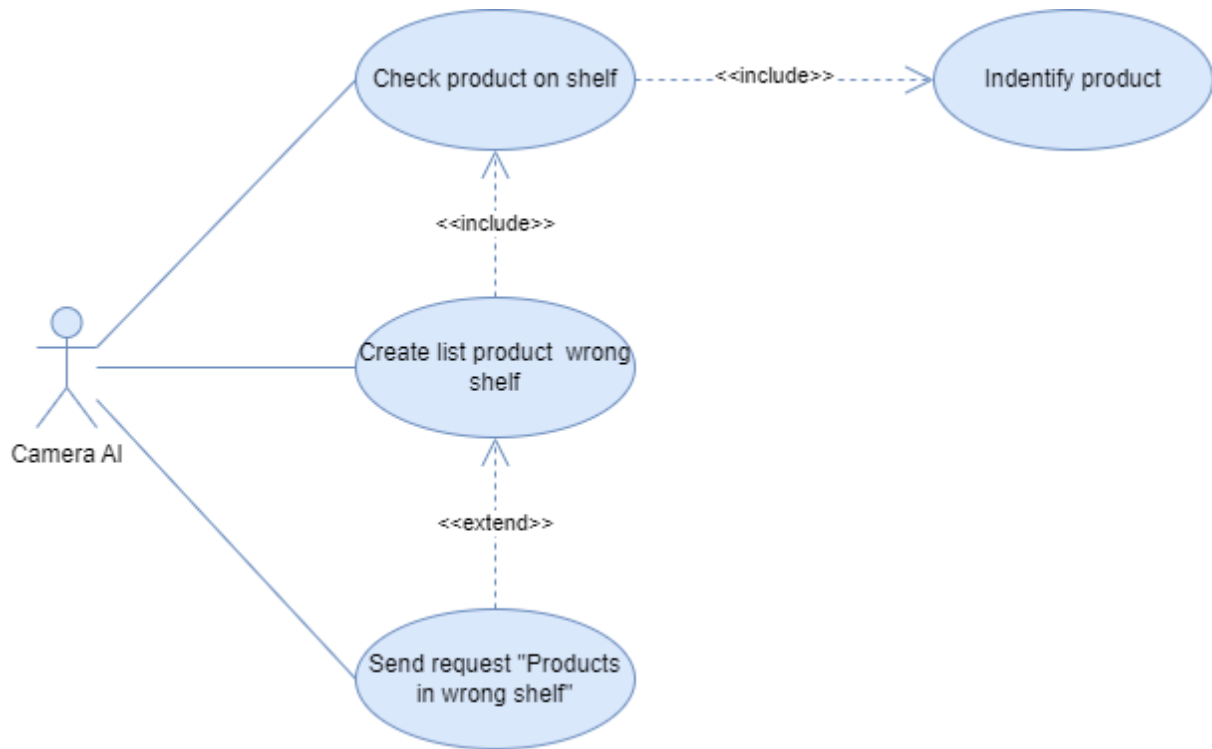 Check product on shelf
<<include>>
Indentify product
<<include>>
Create list product  wrong
shelf
Camera AI
<<extend>>
Send request "Products
in wrong shelf"